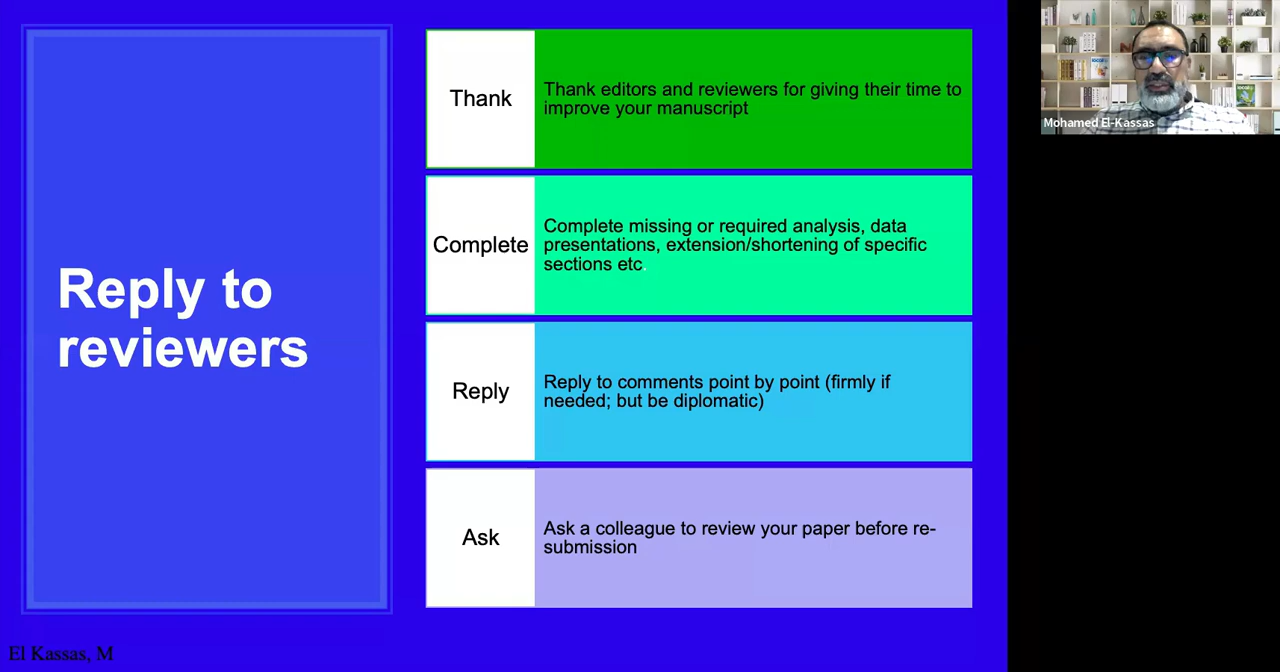 Reply to
reviewers
Thank
Thank editors and reviewers for giving their time to
improve your manuscript
Complete
Complete missing or required analysis, data
presentations, extension/shortening of specific
sections etc.
Reply
Reply to comments point by point (firmly if
needed; but be diplomatic)
Ask
Ask a colleague to review your paper before re-
submission
El Kassas, M
Mohamed El-Kassas